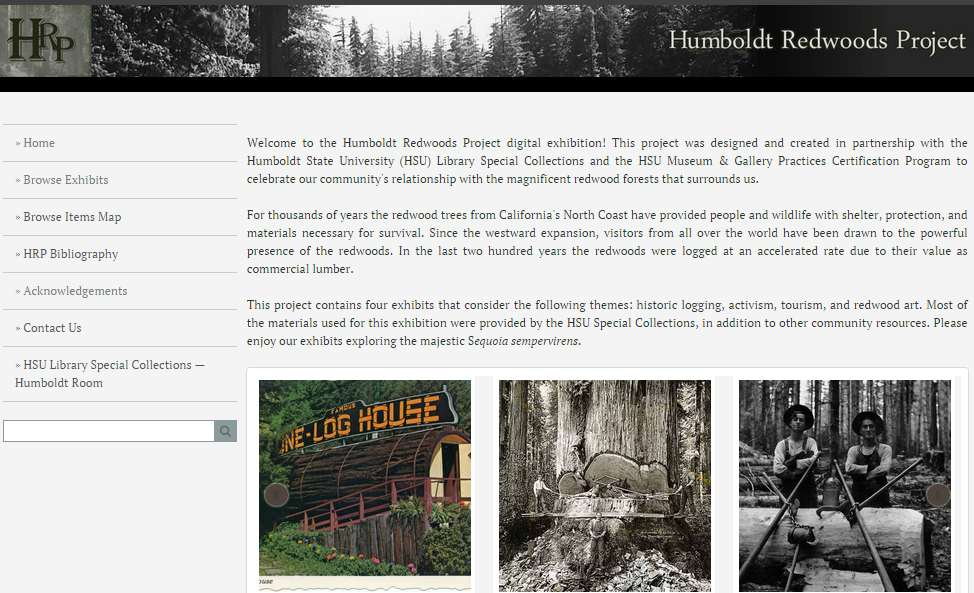 HRP
Humboldt Redwoods Project
» Home
» Browse Exhibits
» Browse Items Map
» HRP Bibliography
» Acknowledgements
» Contact Us
» HSU Library Special Collections —
Humboldt Room
Welcome to the Humboldt Redwoods Project digital exhibition! This project was designed and created in partnership with the
Humboldt State University (HSU) Library Special Collections and the HSU Museum & Gallery Practices Certification Program to
celebrate our community's relationship with the magnificent redwood forests that surrounds us.
For thousands of years the redwood trees from California's North Coast have provided people and wildlife with shelter, protection, and
materials necessary for survival. Since the westward expansion, visitors from all over the world have been drawn to the powerful
presence of the redwoods. In the last two hundred years the redwoods were logged at an accelerated rate due to their value as
commercial lumber.
This project contains four exhibits that consider the following themes: historic logging, activism, tourism, and redwood art. Most of
the materials used for this exhibition were provided by the HSU Special Collections, in addition to other community resources. Please
enjoy our exhibits exploring the majestic Sequoia sempervirens.
FAMOUS
NE-LOG HOUSE
ouse